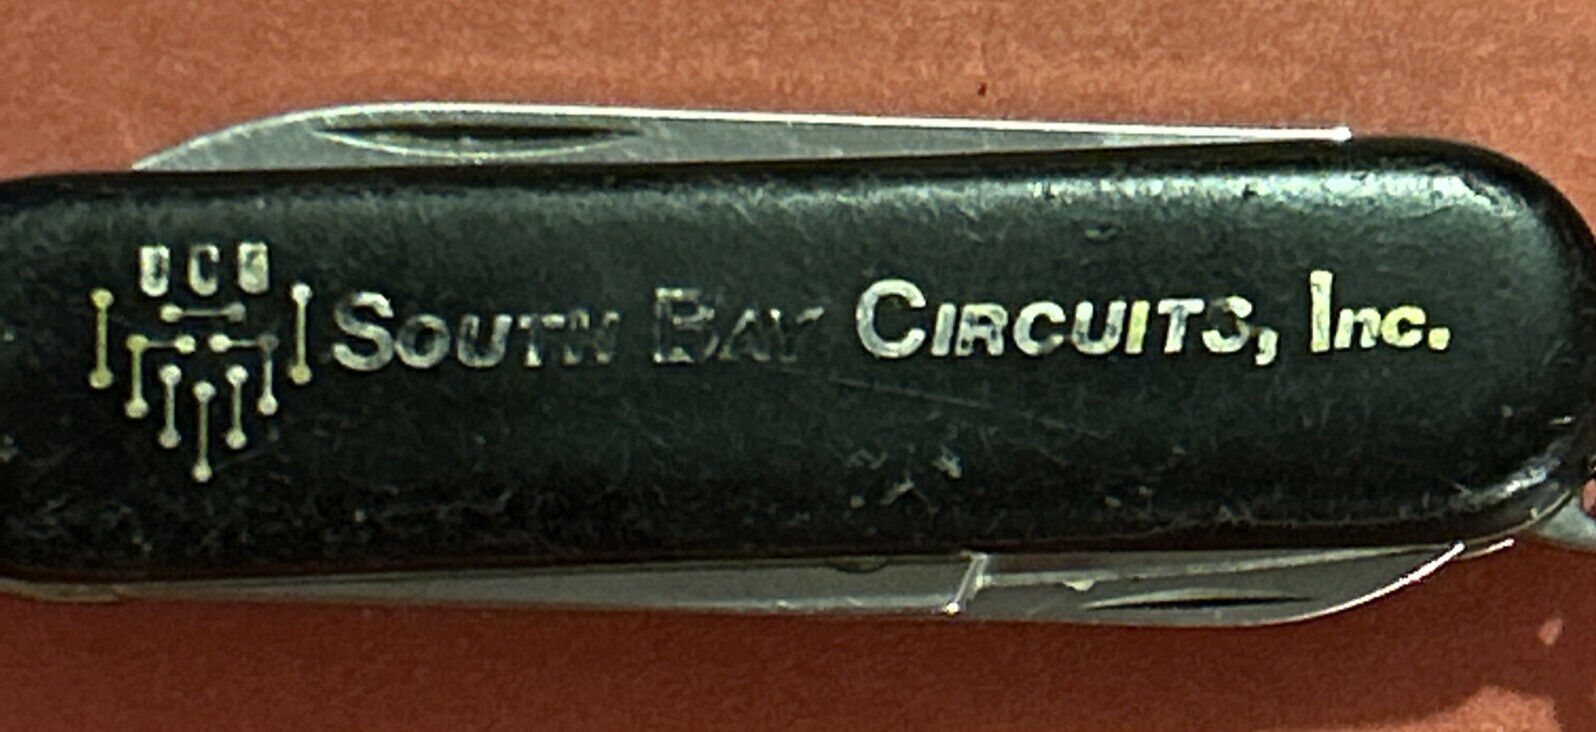 South Bay Circuits, Inc.